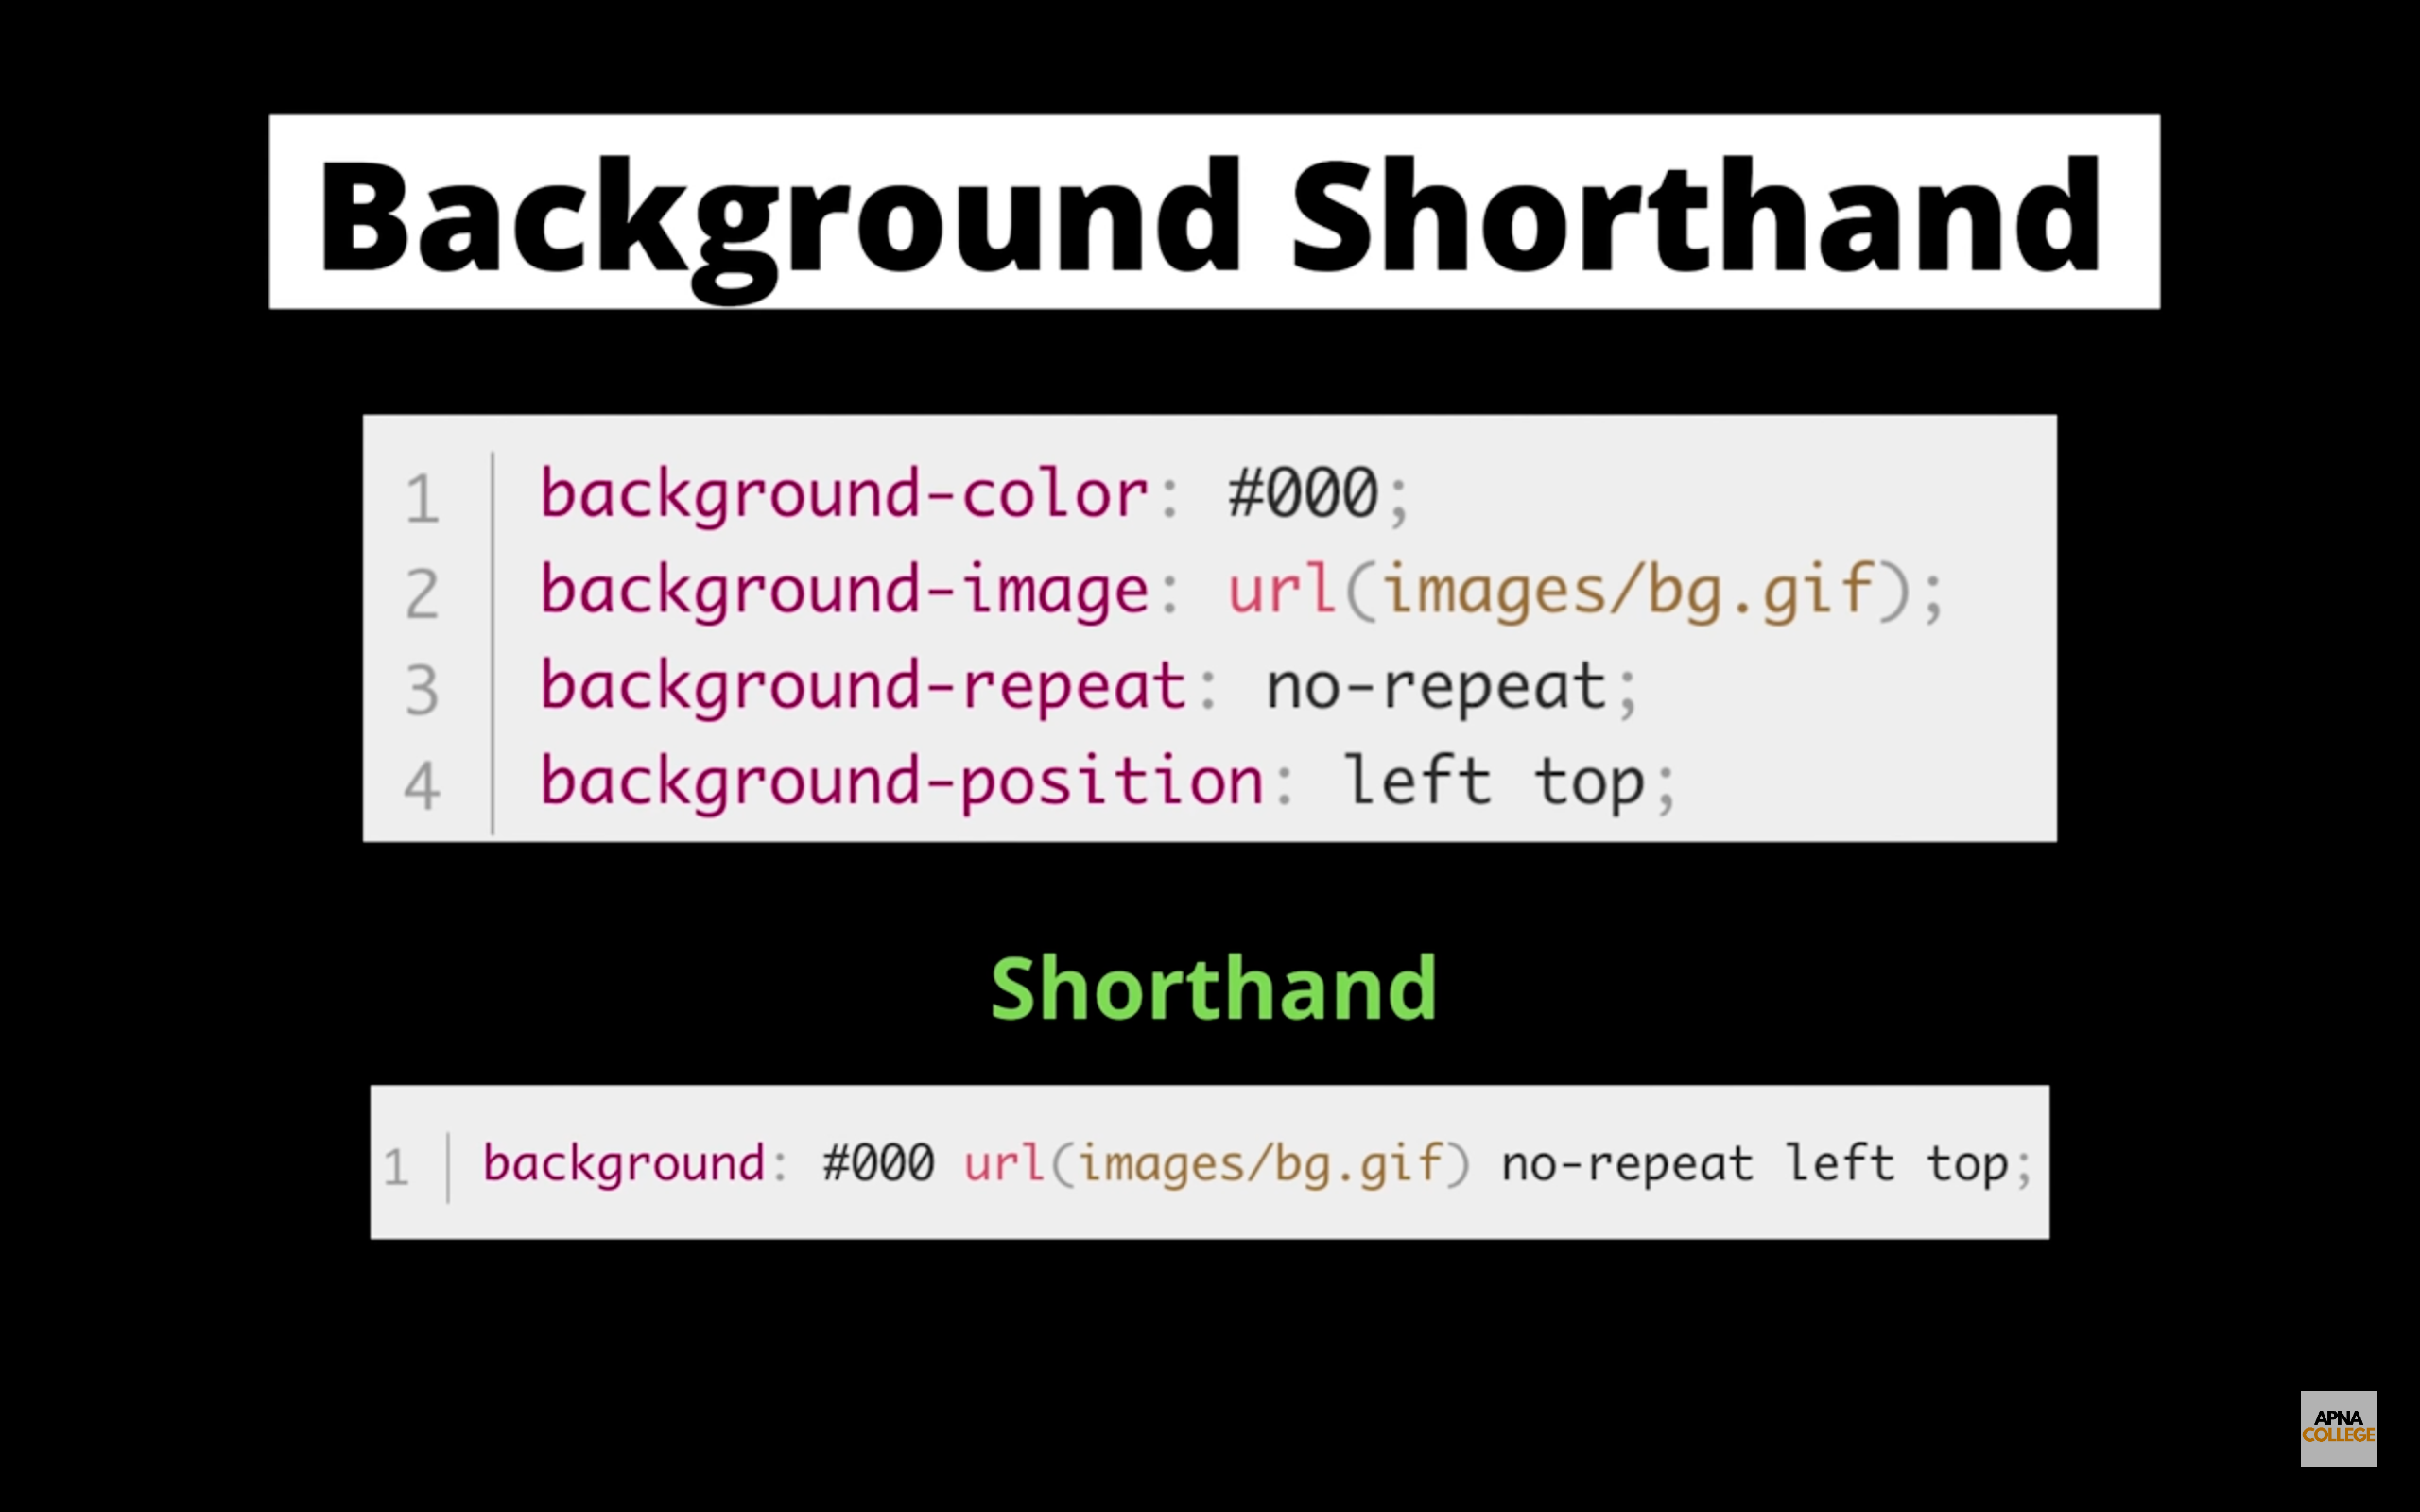 Background Shorthand
1 background-color: #000;
2 background-image: url(images/bg.gif);
3 background-repeat: no-repeat;
4 background-position: left top;
Shorthand
1 background: #000 url(images/bg.gif) no-repeat left top;
APNA
COLLEGE